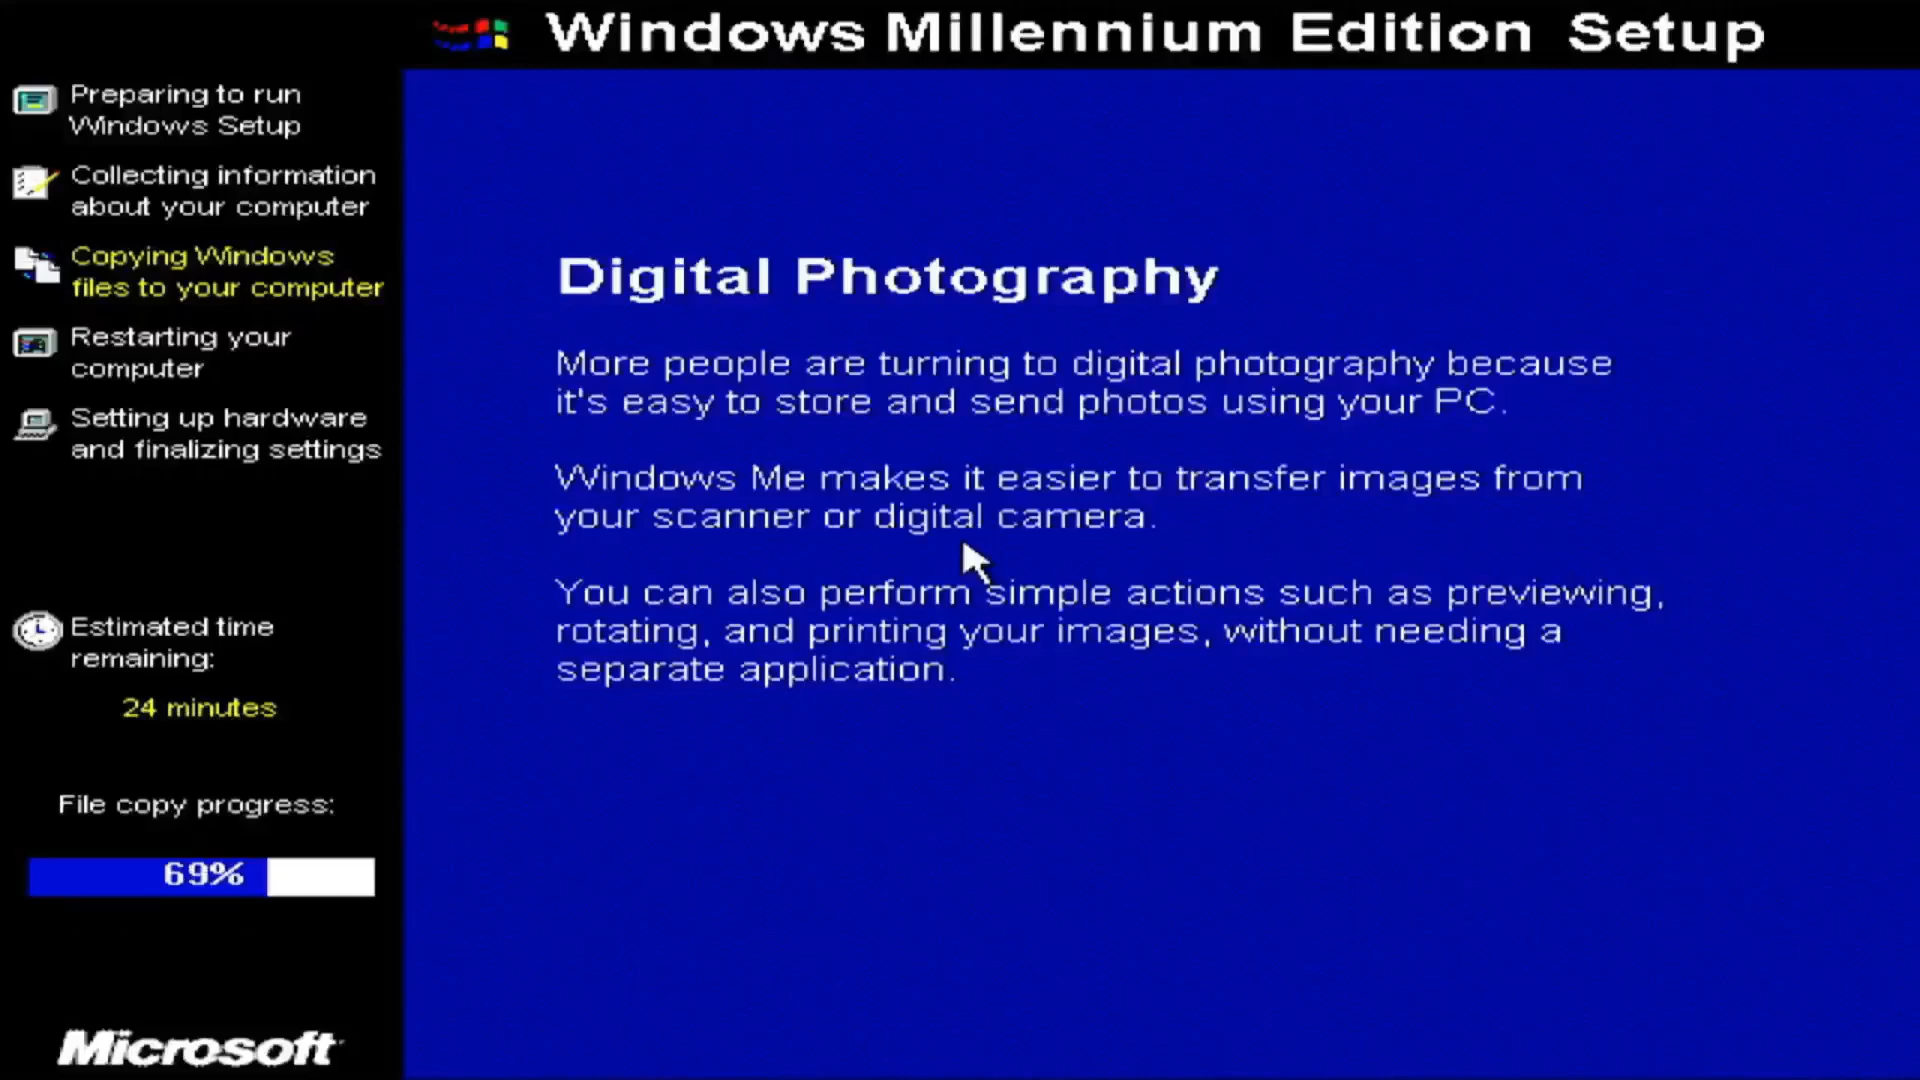 Windows Millennium Edition Setup
Preparing to run
Windows Setup
Collecting information
about your computer
Copying Windows
files to your computer
Restarting your
computer
Setting up hardware
and finalizing settings
Estimated time
remaining:
24 minutes
File copy progress:
69%
Microsoft
Digital Photography
More people are turning to digital photography because
it's easy to store and send photos using your PC.
Windows Me makes it easier to transfer images from
your scanner or digital camera.
You can also perform simple actions such as previewing,
rotating, and printing your images, without needing a
separate application.